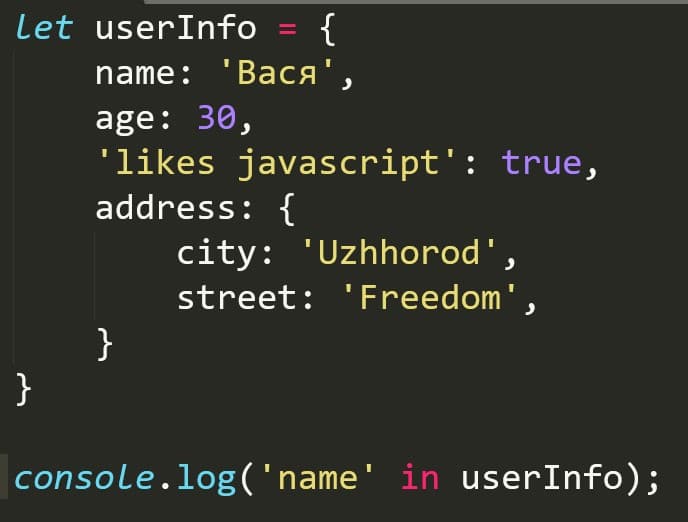 let userInfo = {
    name: 'Вася',
    age: 30,
    'likes javascript': true,
    address: {
        city: 'Uzhhorod',
        street: 'Freedom',
    }
}
console.log('name' in userInfo);